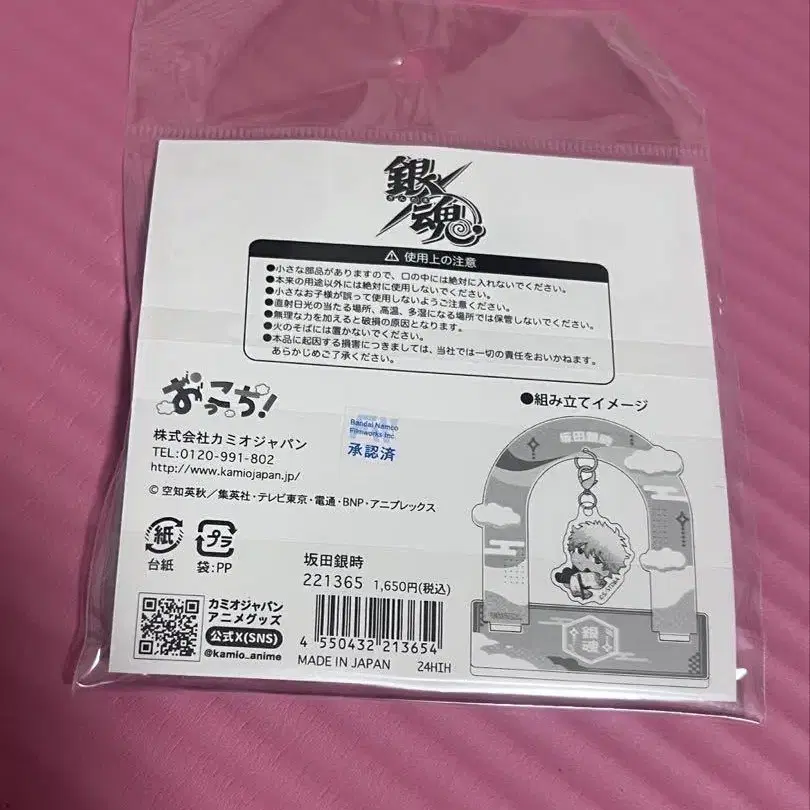 銀魂
⚠ 使用上の注意
●小さな部品がありますので、口の中には絶対に入れないでください。
●本来の用途以外には絶対に使用しないでください。
●小さなお子様が誤って使用しないようご注意ください。
●直射日光の当たる場所、高温、多湿になる場所では保管しないでください。
●無理な力を加えると破損の原因となります。
●火のそばには置かないでください。
●本品に起因する損害につきましては、当社では一切の責任をおいかねます。
あらかじめご了承ください。
おっこち!
株式会社カミオジャパン
TEL:0120-991-802
http://www.kamiojapan.jp/
Bandai Namco
Filmworks Inc.
承認済
©空知英秋/集英社・テレビ東京・電通・BNP・アニプレックス
紙
台紙
プラ
袋:PP
坂田銀時
221365 1,650円(税込)
4 550432 213654
MADE IN JAPAN 24HIH
カミオジャパン
アニメグッズ
公式X(SNS)
@kamio_anime
●組み立てイメージ
坂田銀時
銀魂